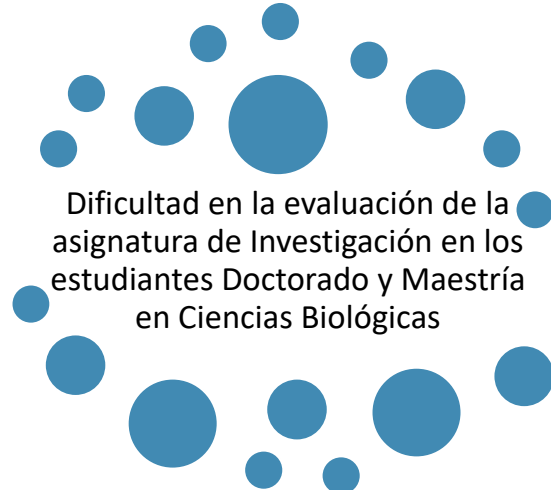 Dificultad en la evaluación de la
asignatura de Investigación en los
estudiantes Doctorado y Maestría
en Ciencias Biológicas